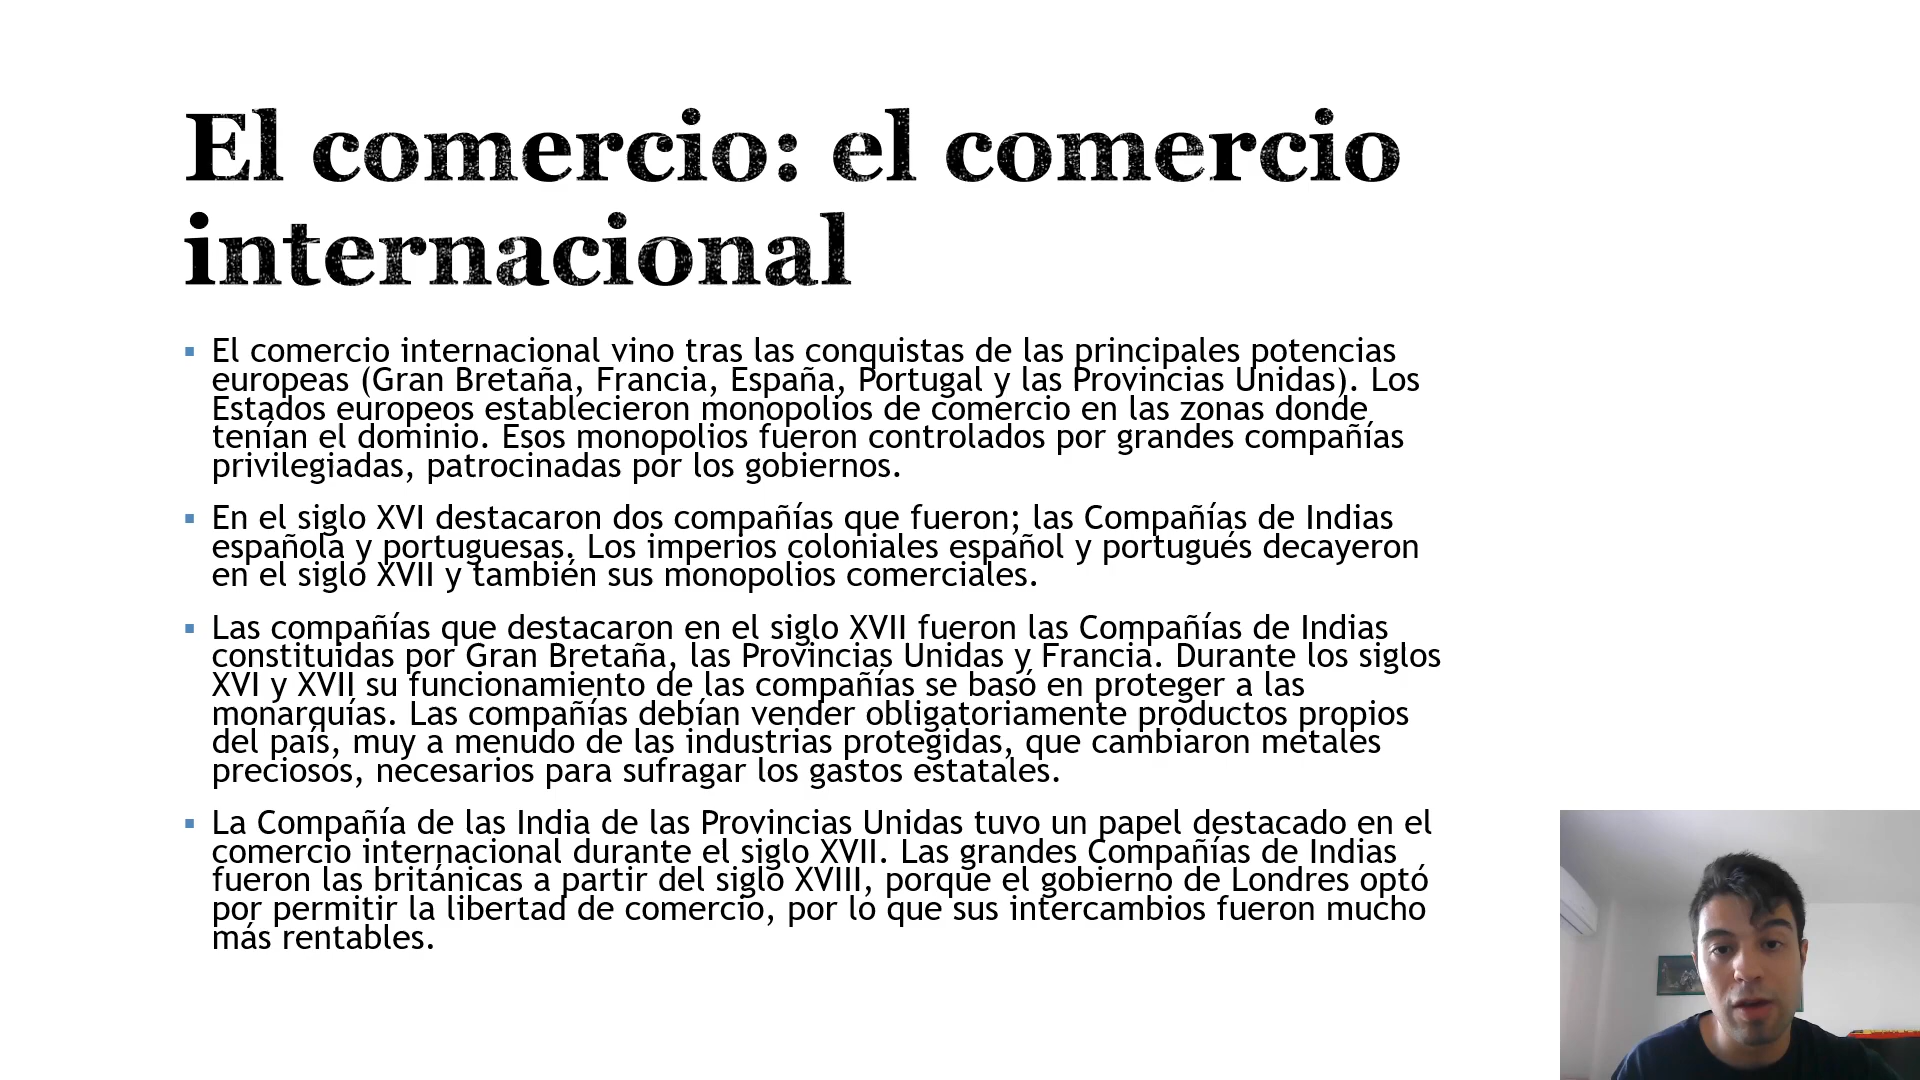 El comercio: el comercio
internacional
El comercio internacional vino tras las conquistas de las principales potencias
europeas (Gran Bretaña, Francia, España, Portugal y las Provincias Unidas). Los
Estados europeos establecieron monopolios de comercio en las zonas donde
tenían el dominio. Esos monopolios fueron controlados por grandes compañías
privilegiadas, patrocinadas por los gobiernos.
En el siglo XVI destacaron dos compañías que fueron; las Compañías de Indias
española y portuguesas. Los imperios coloniales español y portugués decayeron
en el siglo XVII y también sus monopolios comerciales.
Las compañías que destacaron en el siglo XVII fueron las Compañías de Indias
constituidas por Gran Bretaña, las Provincias Unidas y Francia. Durante los siglos
XVI y XVII su funcionamiento de las compañías se basó en proteger a las
monarquías. Las compañías debían vender obligatoriamente productos propios
del país, muy a menudo de las industrias protegidas, que cambiaron metales
preciosos, necesarios para sufragar los gastos estatales.
La Compañía de las India de las Provincias Unidas tuvo un papel destacado en el
comercio internacional durante el siglo XVII. Las grandes Compañías de Indias
fueron las británicas a partir del siglo XVIII, porque el gobierno de Londres optó
por permitir la libertad de comercio, por lo que sus intercambios fueron mucho
más rentables.